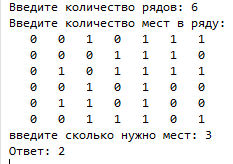 Введите количество рядов: 6
Введите количество мест в ряду:
0 0 1 0 1 1 1
0 0 0 0 1 1 0
0 1 0 1 1 1 1
0 0 0 1 0 0 0
0 1 1 0 1 0 0
0 0 1 1 1 0 1
введите сколько нужно мест: 3
Ответ: 2